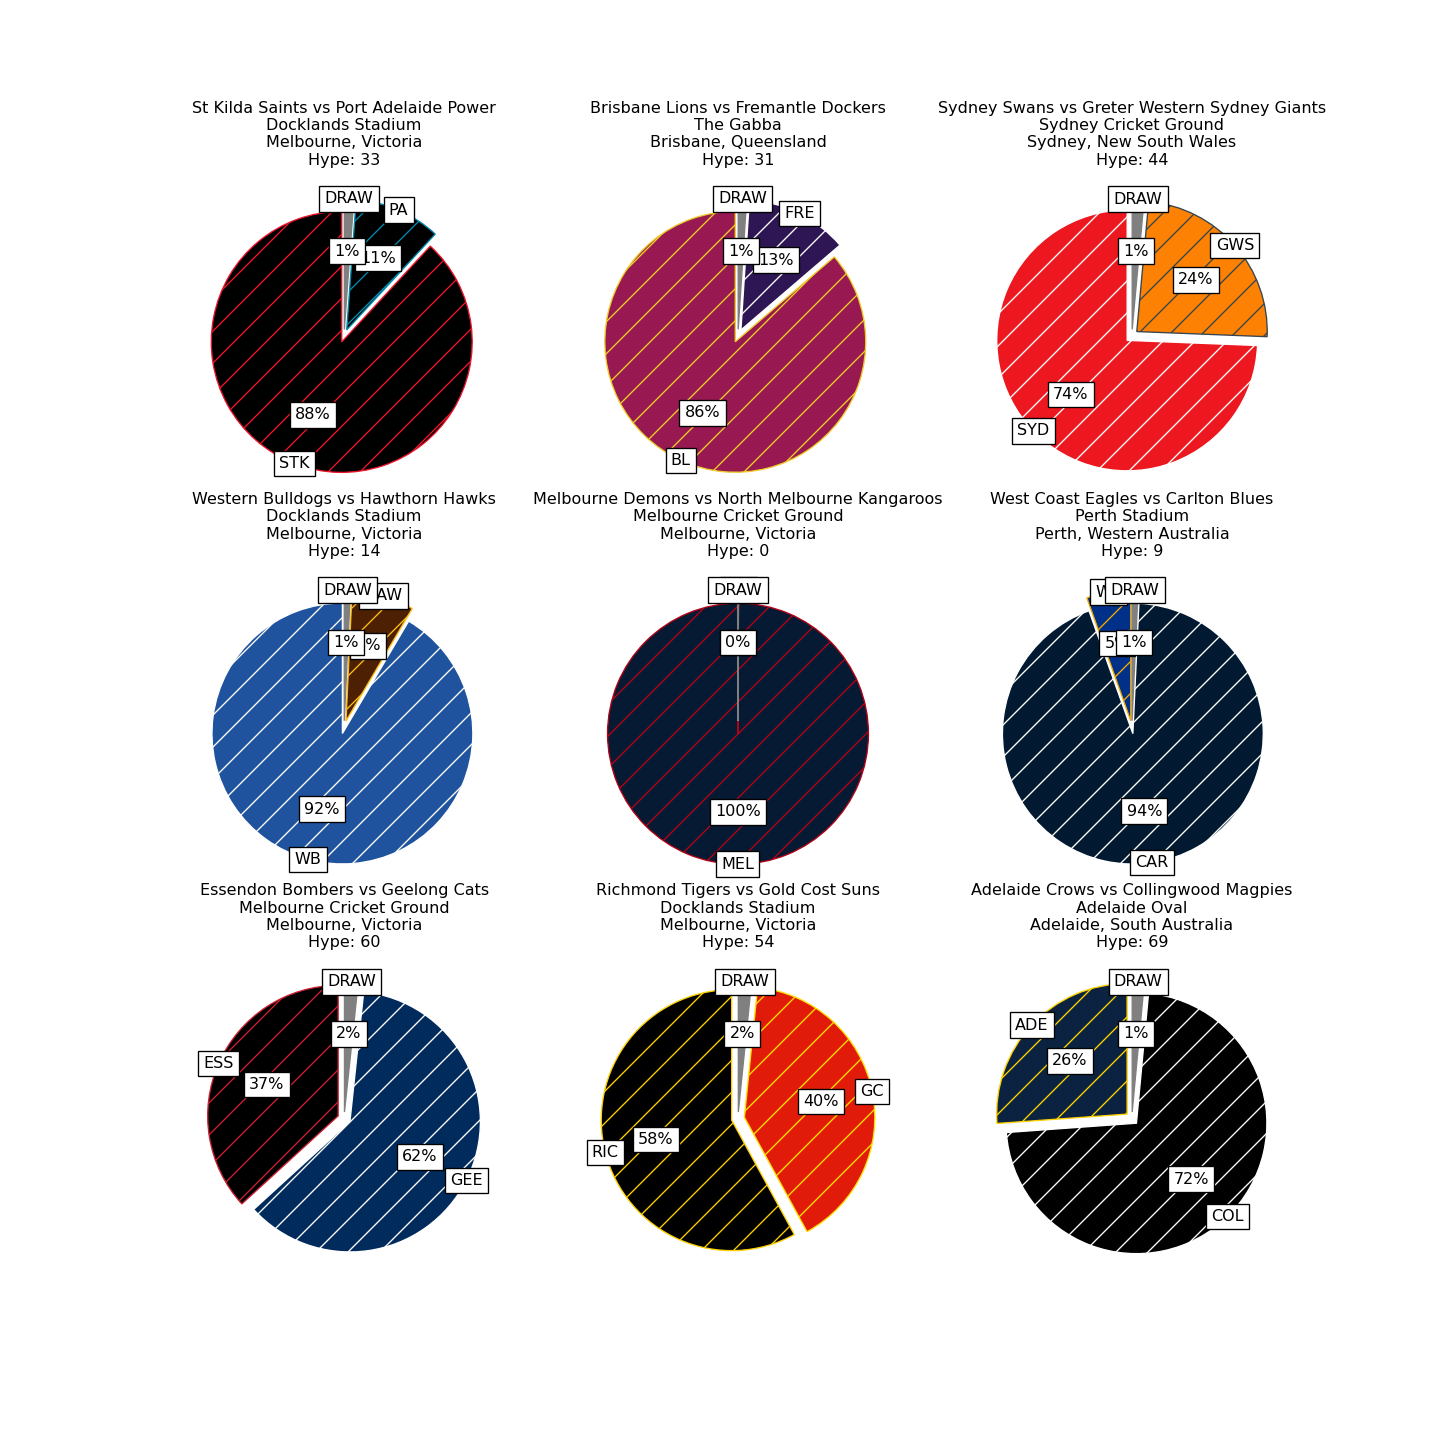 St Kilda Saints vs Port Adelaide Power
Docklands Stadium
Melbourne, Victoria
Hype: 33
DRAW
PA
1%
11%
88%
STK
Brisbane Lions vs Fremantle Dockers
The Gabba
Brisbane, Queensland
Hype: 31
DRAW
FRE
1%
13%
86%
BL
Sydney Swans vs Greter Western Sydney Giants
Sydney Cricket Ground
Sydney, New South Wales
Hype: 44
DRAW
GWS
1%
24%
74%
SYD
Western Bulldogs vs Hawthorn Hawks
Docklands Stadium
Melbourne, Victoria
Hype: 14
DRAW
1%
92%
WB
Melbourne Demons vs North Melbourne Kangaroos
Melbourne Cricket Ground
Melbourne, Victoria
Hype: 0
DRAW
0%
100%
MEL
West Coast Eagles vs Carlton Blues
Perth Stadium
Perth, Western Australia
Hype: 9
DRAW
1%
94%
CAR
Essendon Bombers vs Geelong Cats
Melbourne Cricket Ground
Melbourne, Victoria
Hype: 60
DRAW
2%
ESS
37%
62%
GEE
Richmond Tigers vs Gold Cost Suns
Docklands Stadium
Melbourne, Victoria
Hype: 54
DRAW
2%
GC
40%
58%
RIC
Adelaide Crows vs Collingwood Magpies
Adelaide Oval
Adelaide, South Australia
Hype: 69
DRAW
ADE
1%
26%
72%
COL